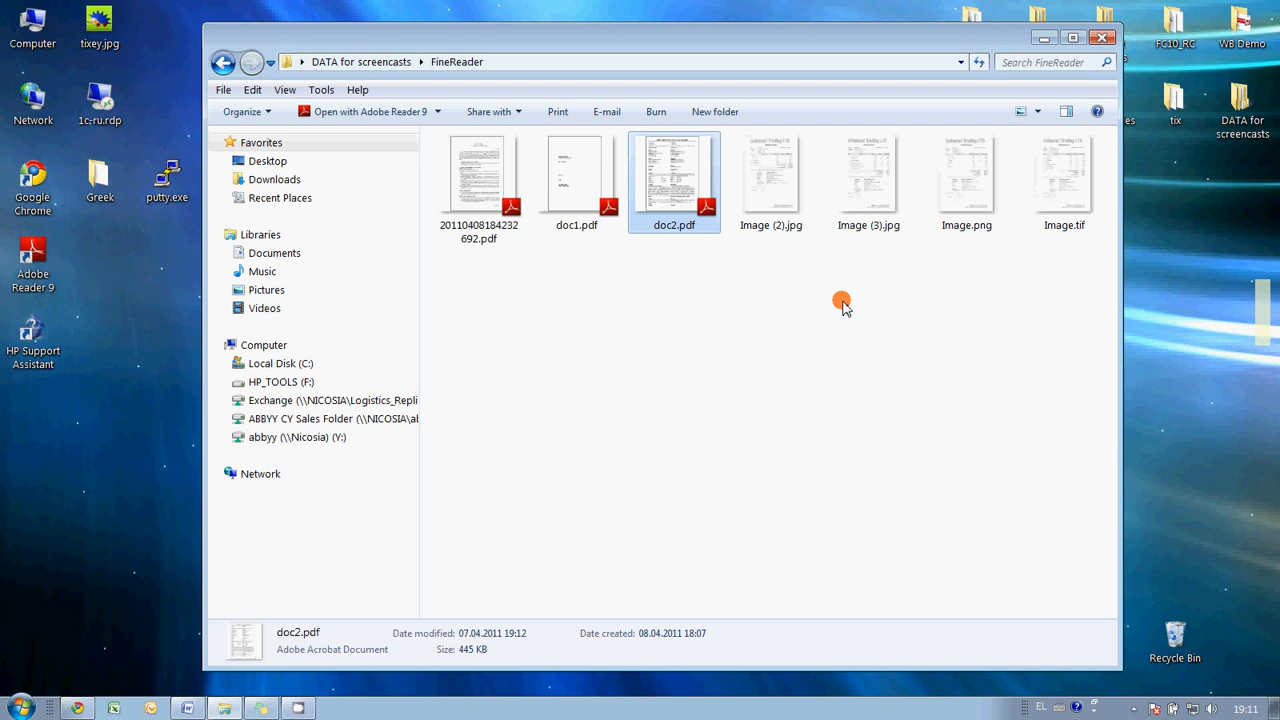 Computer
tixey.jpg
FC10_RC
WB Demo
DATA for screencasts
FineReader
Search FineReader
File
Edit
View
Tools
Help
Network
1c-ru.rdp
tix
DATA for
screencasts
Organize
Open with Adobe Reader 9
Share with
Print
E-mail
Burn
New folder
Favorites
Desktop
Downloads
Recent Places
Google
Chrome
Greek
putty.exe
20110408184232
692.pdf
doc1.pdf
doc2.pdf
Image (2).jpg
Image (3).jpg
Image.png
Image.tif
Libraries
Documents
Music
Pictures
Videos
Adobe
Reader 9
HP Support
Assistant
Computer
Local Disk (C:)
HP_TOOLS (F:)
Exchange (\\NICOSIA\Logistics_Repli
ABBYY CY Sales Folder (\\NICOSIA\al
abbyy (\\Nicosia) (Y:)
Network
doc2.pdf
Date modified: 07.04.2011 19:12
Date created: 08.04.2011 18:07
Adobe Acrobat Document
Size: 445 KB
Recycle Bin
EL
19:11